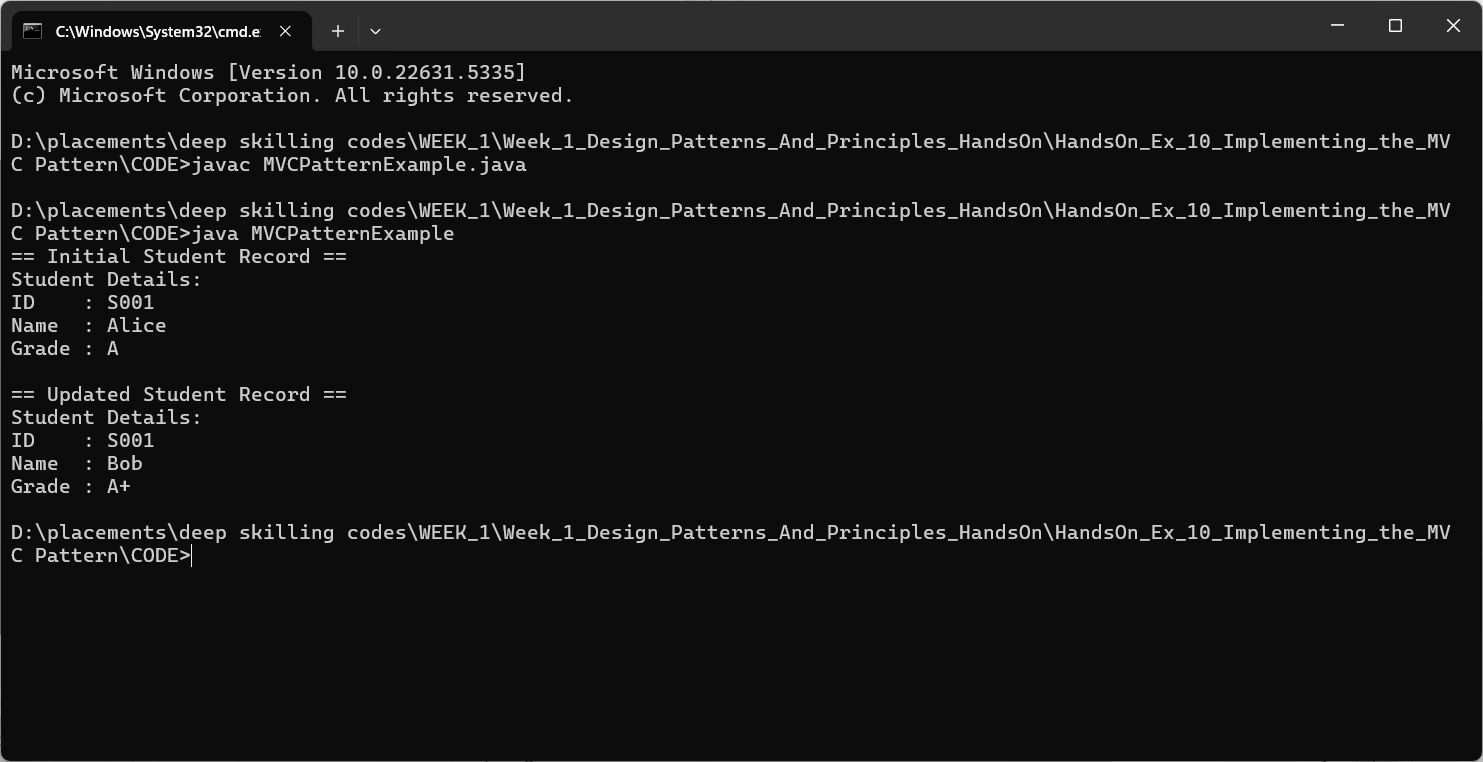 C:\Windows\System32\cmd.e
Microsoft Windows [Version 10.0.22631.5335]
(c) Microsoft Corporation. All rights reserved.
D:\placements\deep skilling codes\WEEK_1\Week_1_Design_Patterns_And_Principles_HandsOn\HandsOn_Ex_10_Implementing_the_MV
C Pattern\CODE>javac MVCPatternExample.java
D:\placements\deep skilling codes\WEEK_1\Week_1_Design_Patterns_And_Principles_HandsOn\HandsOn_Ex_10_Implementing_the_MV
C Pattern\CODE>java MVCPatternExample
== Initial Student Record ==
Student Details:
ID    : S001
Name  : Alice
Grade : A
== Updated Student Record ==
Student Details:
ID    : S001
Name  : Bob
Grade : A+
D:\placements\deep skilling codes\WEEK_1\Week_1_Design_Patterns_And_Principles_HandsOn\HandsOn_Ex_10_Implementing_the_MV
C Pattern\CODE>